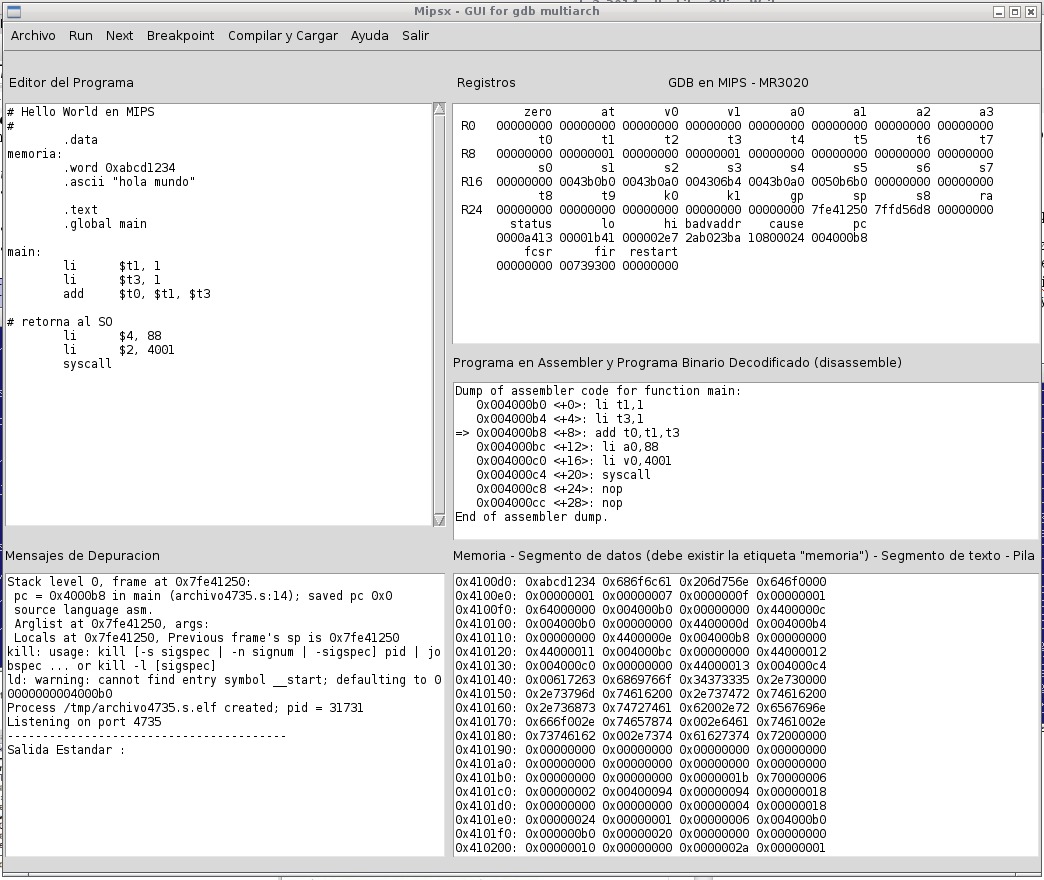 Mipsx - GUI for gdb multiarch
Archivo Run Next Breakpoint Compilar y Cargar Ayuda Salir
Editor del Programa
# Hello World en MIPS
#
.data
memoria:
.word 0xabcd1234
.ascii "hola mundo"
.text
.global main
main:
li $t1, 1
li $t3, 1
add $t0, $t1, $t3
# retorna al SO
li $4, 88
li $2, 4001
syscall
Registros GDB en MIPS - MR3020
zero at v0 v1 a0 a1 a2 a3
R0 00000000 00000000 00000000 00000000 00000000 00000000 00000000 00000000
t0 t1 t2 t3 t4 t5 t6 t7
R8 00000000 00000001 00000000 00000001 00000000 00000000 00000000 00000000
s0 s1 s2 s3 s4 s5 s6 s7
R16 00000000 0043b0b0 0043b0a0 004306b4 0043b0a0 0050b6b0 00000000 00000000
t8 t9 k0 k1 gp sp s8 ra
R24 00000000 00000000 00000000 00000000 00000000 7fe41250 7ffd56d8 00000000
status lo hi badvaddr cause pc
0000a413 00001b41 000002e7 2ab023ba 10800024 004000b8
fcsr fir restart
00000000 00739300 00000000
Programa en Assembler y Programa Binario Decodificado (disassemble)
Dump of assembler code for function main:
0x004000b0 <+0>: li t1,1
0x004000b4 <+4>: li t3,1
=> 0x004000b8 <+8>: add t0,t1,t3
0x004000bc <+12>: li a0,88
0x004000c0 <+16>: li v0,4001
0x004000c4 <+20>: syscall
0x004000c8 <+24>: nop
0x004000cc <+28>: nop
End of assembler dump.
Mensajes de Depuracion
Stack level 0, frame at 0x7fe41250:
pc = 0x4000b8 in main (archivo4735.s:14); saved pc 0x0
source language asm.
Arglist at 0x7fe41250, args:
Locals at 0x7fe41250, Previous frame's sp is 0x7fe41250
kill: usage: kill [-s sigspec | -n signum | -sigspec] pid | jo
bspec ... or kill -l [sigspec]
ld: warning: cannot find entry symbol __start; defaulting to 0
0000000004000b0
Process /tmp/archivo4735.s.elf created; pid = 31731
Listening on port 4735
----------------------------------------
Salida Estandar :
Memoria - Segmento de datos (debe existir la etiqueta "memoria") - Segmento de texto - Pila
0x4100d0: 0xabcd1234 0x686f6c61 0x206d756e 0x646f0000
0x4100e0: 0x00000001 0x00000007 0x0000000f 0x00000001
0x4100f0: 0x64000000 0x004000b0 0x00000000 0x4400000c
0x410100: 0x004000b0 0x00000000 0x4400000d 0x004000b4
0x410110: 0x00000000 0x4400000e 0x004000b8 0x00000000
0x410120: 0x44000011 0x004000bc 0x00000000 0x44000012
0x410130: 0x004000c0 0x00000000 0x44000013 0x004000c4
0x410140: 0x00617263 0x6869766f 0x34373335 0x2e730000
0x410150: 0x2e73796d 0x74616200 0x2e737472 0x74616200
0x410160: 0x2e736873 0x74727461 0x62002e72 0x6567696e
0x410170: 0x666f002e 0x74657874 0x002e6461 0x7461002e
0x410180: 0x73746162 0x002e7374 0x61627374 0x72000000
0x410190: 0x00000000 0x00000000 0x00000000 0x00000000
0x4101a0: 0x00000000 0x00000000 0x00000000 0x00000000
0x4101b0: 0x00000000 0x00000000 0x0000001b 0x70000006
0x4101c0: 0x00000002 0x00400094 0x00000094 0x00000018
0x4101d0: 0x00000000 0x00000000 0x00000004 0x00000018
0x4101e0: 0x00000024 0x00000001 0x00000006 0x004000b0
0x4101f0: 0x000000b0 0x00000020 0x00000000 0x00000000
0x410200: 0x00000010 0x00000000 0x0000002a 0x00000001